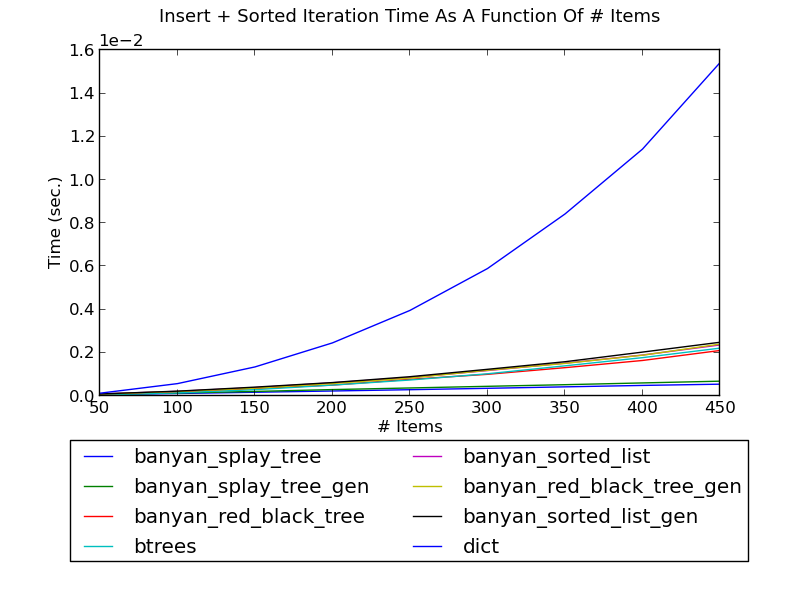 Insert + Sorted Iteration Time As A Function Of # Items
1e−2
1.6
1.4
1.2
1.0
0.8
0.6
0.4
0.2
0.0
Time (sec.)
50 100 150 200 250 300 350 400 450
# Items
banyan_splay_tree
banyan_splay_tree_gen
banyan_red_black_tree
btrees
banyan_sorted_list
banyan_red_black_tree_gen
banyan_sorted_list_gen
dict